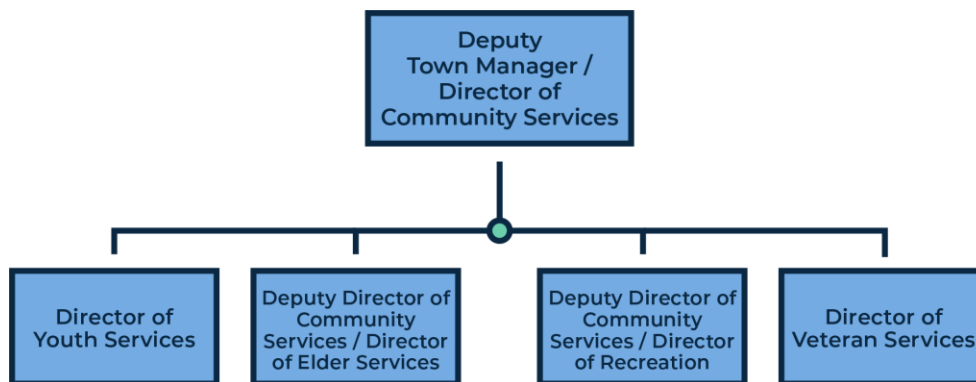 Deputy
Town Manager /
Director of
Community Services
Director of
Youth Services
Deputy Director of
Community
Services / Director
of Elder Services
Deputy Director of
Community
Services / Director
of Recreation
Director of
Veteran Services